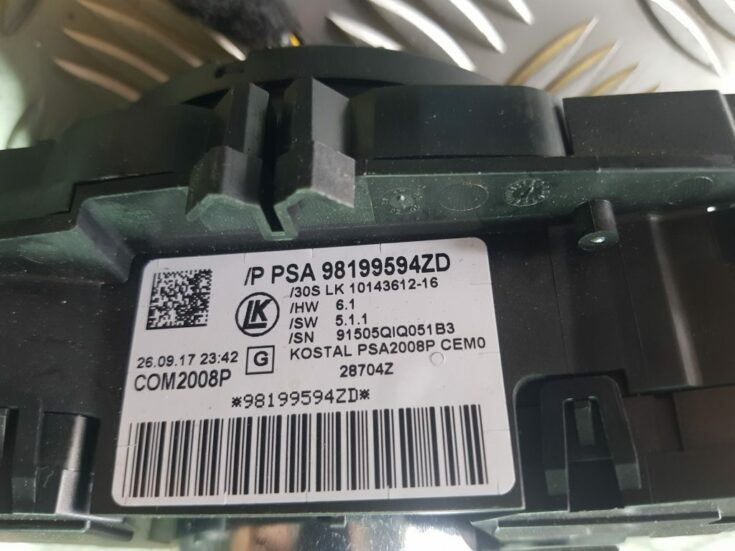 /P PSA 98199594ZD
/30S LK 10143612-16
/HW 6.1
/SW 5.1.1
/SN 91505QIQ051B3
LK
26.09.17 23:42 G KOSTAL PSA2008P CEM0
COM2008P 28704Z
*98199594ZD*